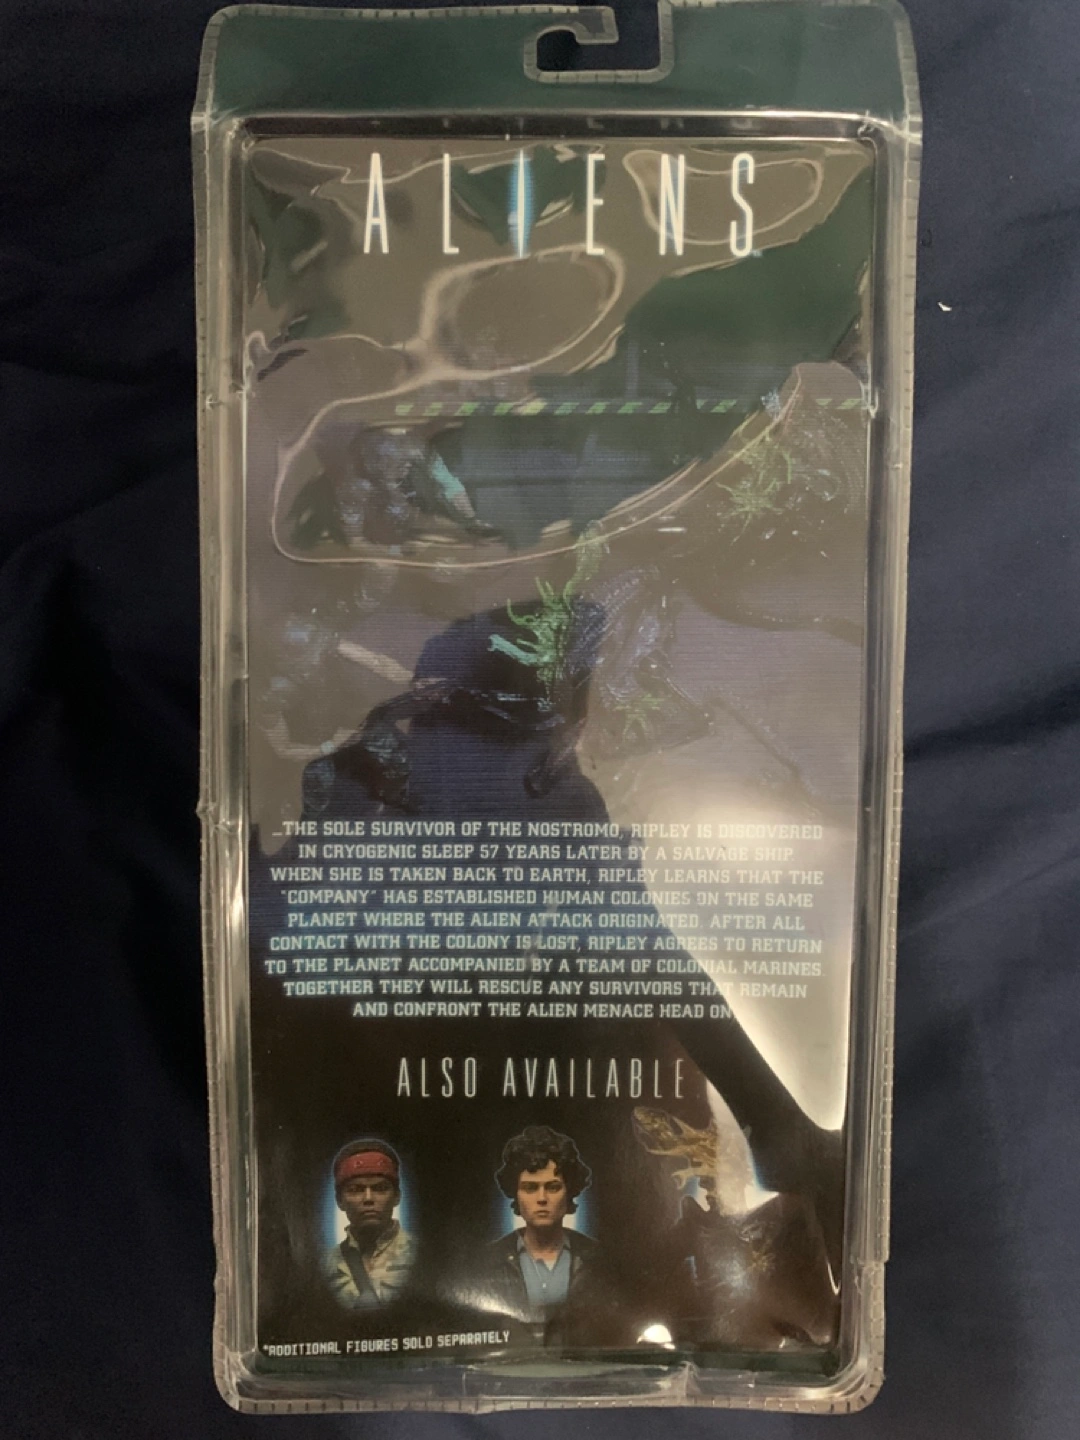 ALIENS
...THE SOLE SURVIVOR OF THE NOSTROMO, RIPLEY IS DISCOVERED
IN CRYOGENIC SLEEP 57 YEARS LATER BY A SALVAGE SHIP.
WHEN SHE IS TAKEN BACK TO EARTH, RIPLEY LEARNS THAT THE
"COMPANY" HAS ESTABLISHED HUMAN COLONIES ON THE SAME
PLANET WHERE THE ALIEN ATTACK ORIGINATED. AFTER ALL
CONTACT WITH THE COLONY IS LOST, RIPLEY AGREES TO RETURN
TO THE PLANET ACCOMPANIED BY A TEAM OF COLONIAL MARINES.
TOGETHER THEY WILL RESCUE ANY SURVIVORS THAT REMAIN
AND CONFRONT THE ALIEN MENACE HEAD ON
ALSO AVAILABLE
*ADDITIONAL FIGURES SOLD SEPARATELY